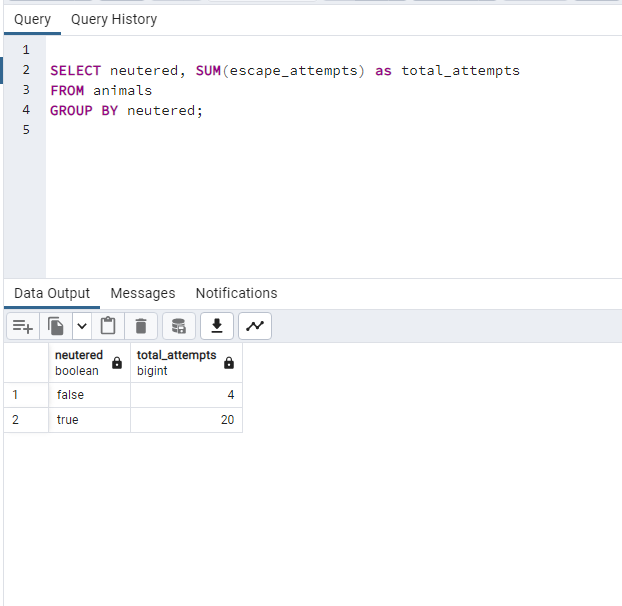 Query Query History
1
2 SELECT neutered, SUM(escape_attempts) as total_attempts
3 FROM animals
4 GROUP BY neutered;
5
Data Output Messages Notifications
neutered total_attempts
boolean bigint
1 false 4
2 true 20